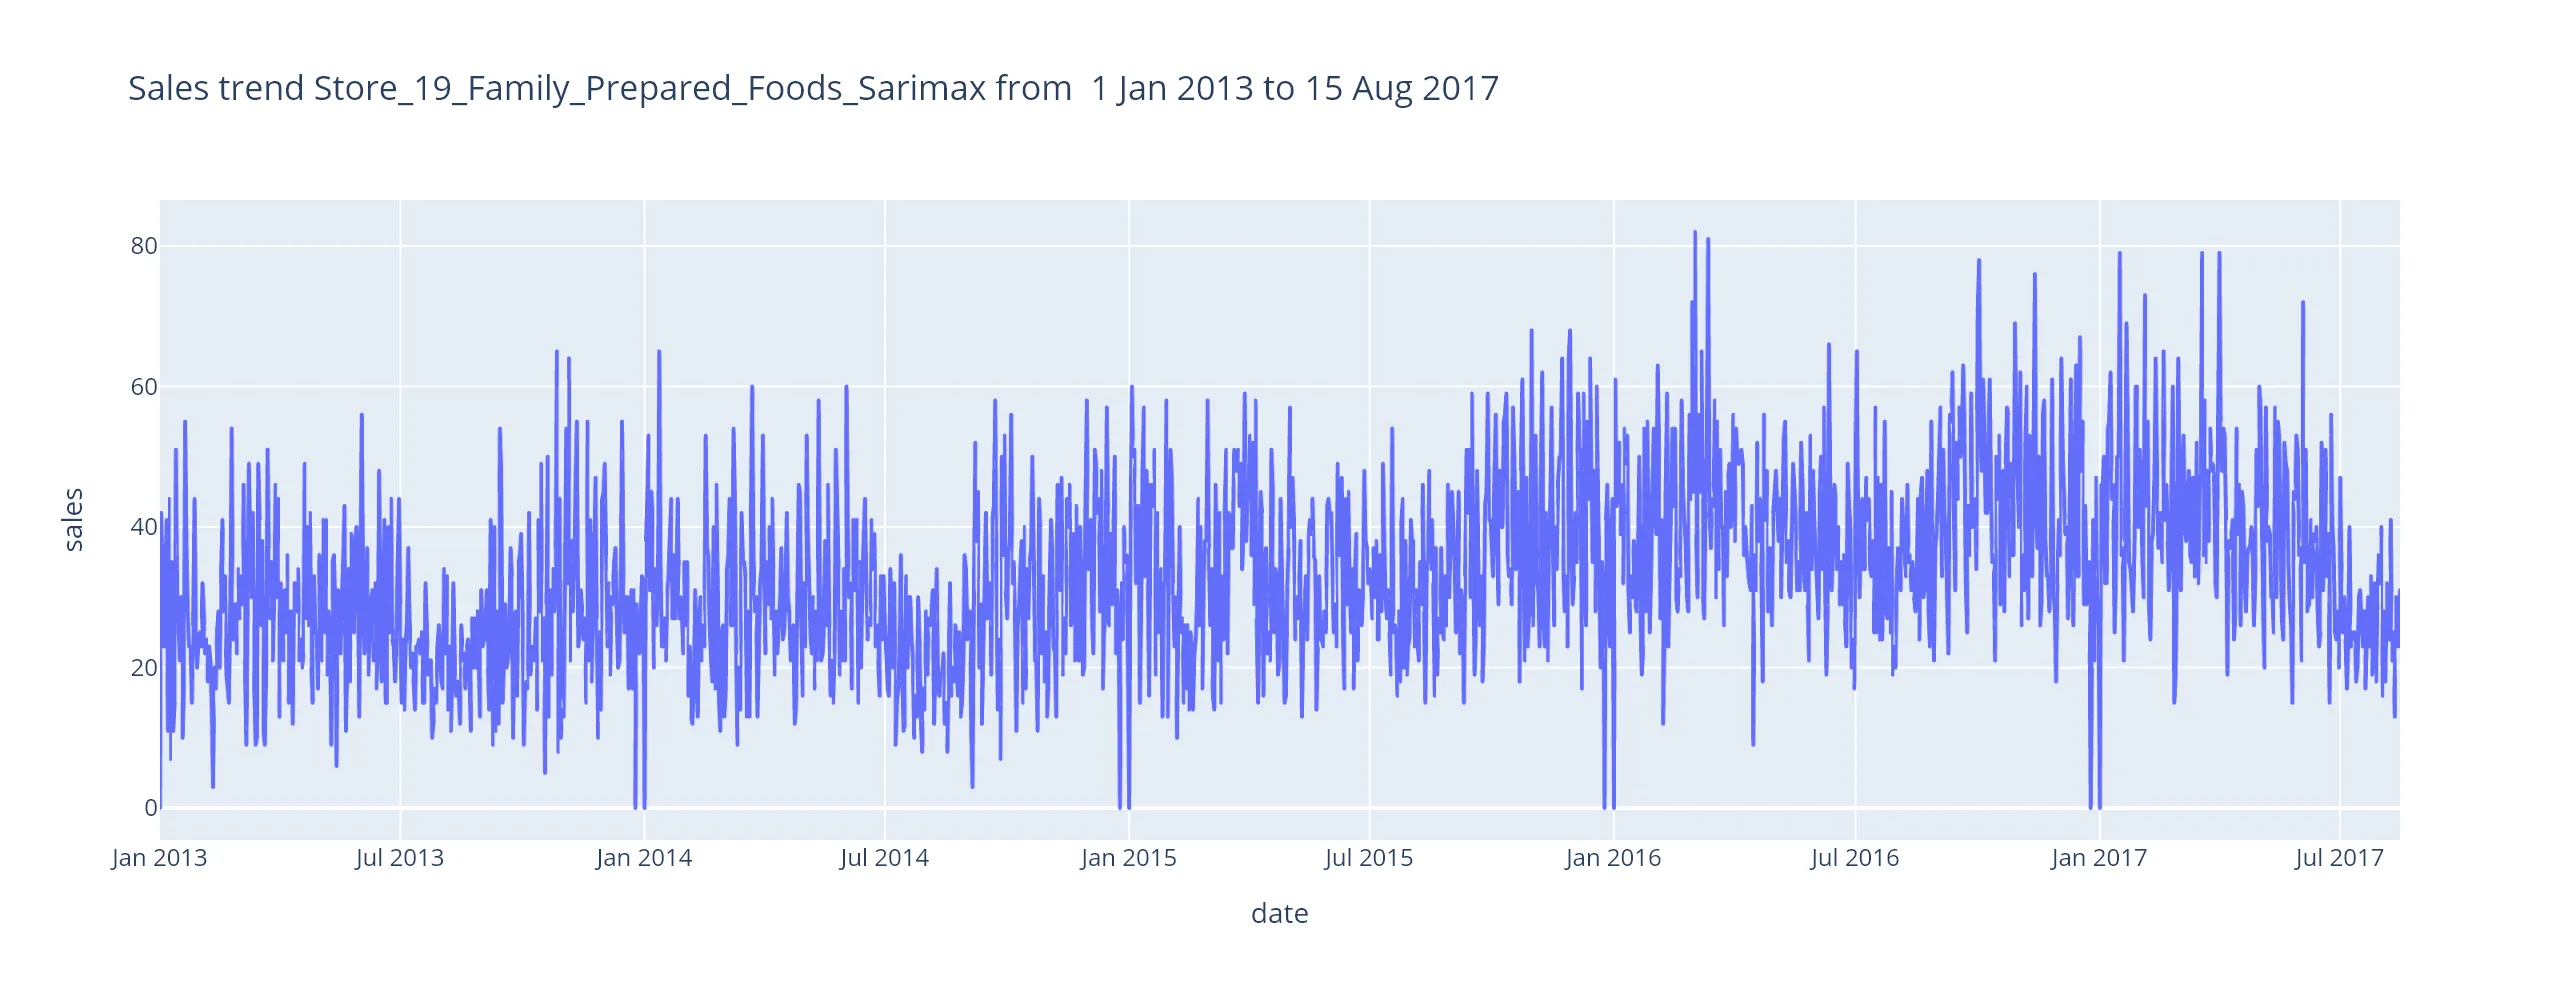 Sales trend Store_19_Family_Prepared_Foods_Sarimax from  1 Jan 2013 to 15 Aug 2017
80
60
40
20
0
sales
Jan 2013 Jul 2013 Jan 2014 Jul 2014 Jan 2015 Jul 2015 Jan 2016 Jul 2016 Jan 2017 Jul 2017
date